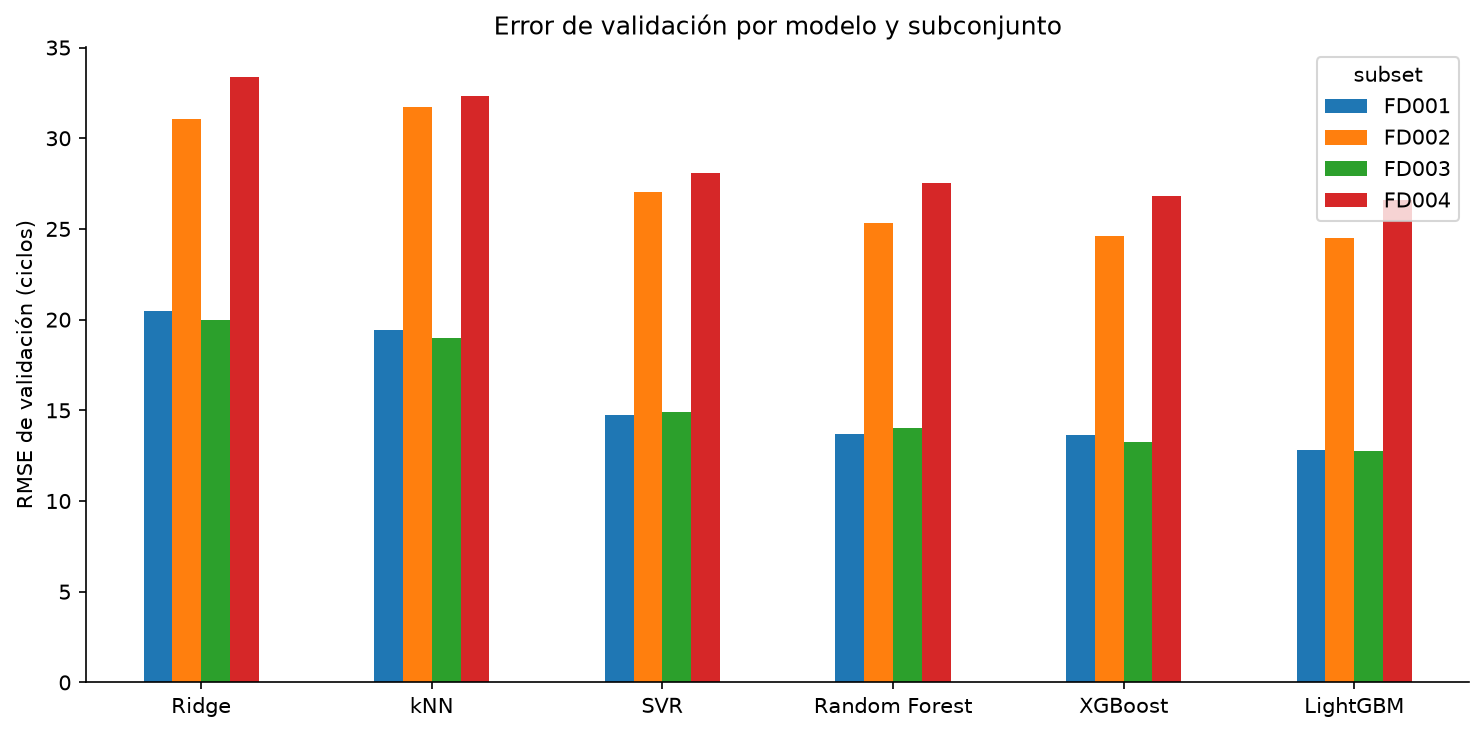 Error de validación por modelo y subconjunto
RMSE de validación (ciclos)
35
30
25
20
15
10
5
0
subset
FD001
FD002
FD003
FD004
Ridge
kNN
SVR
Random Forest
XGBoost
LightGBM